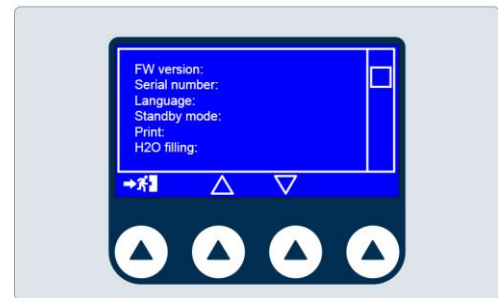 FW version:
Serial number:
Language:
Standby mode:
Print:
H2O filling: